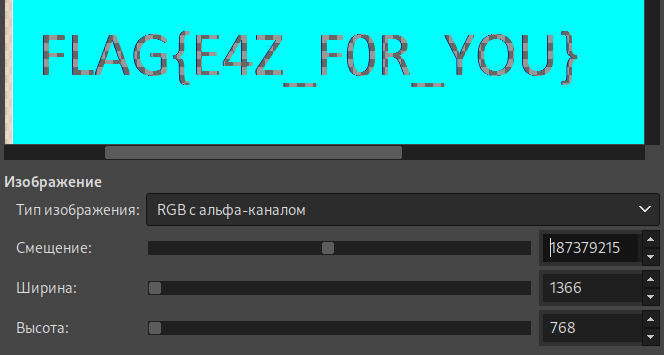 FLAG{E4Z_F0R_YOU}
Изображение
Тип изображения: RGB с альфа-каналом
Смещение: 187379215
Ширина: 1366
Высота: 768